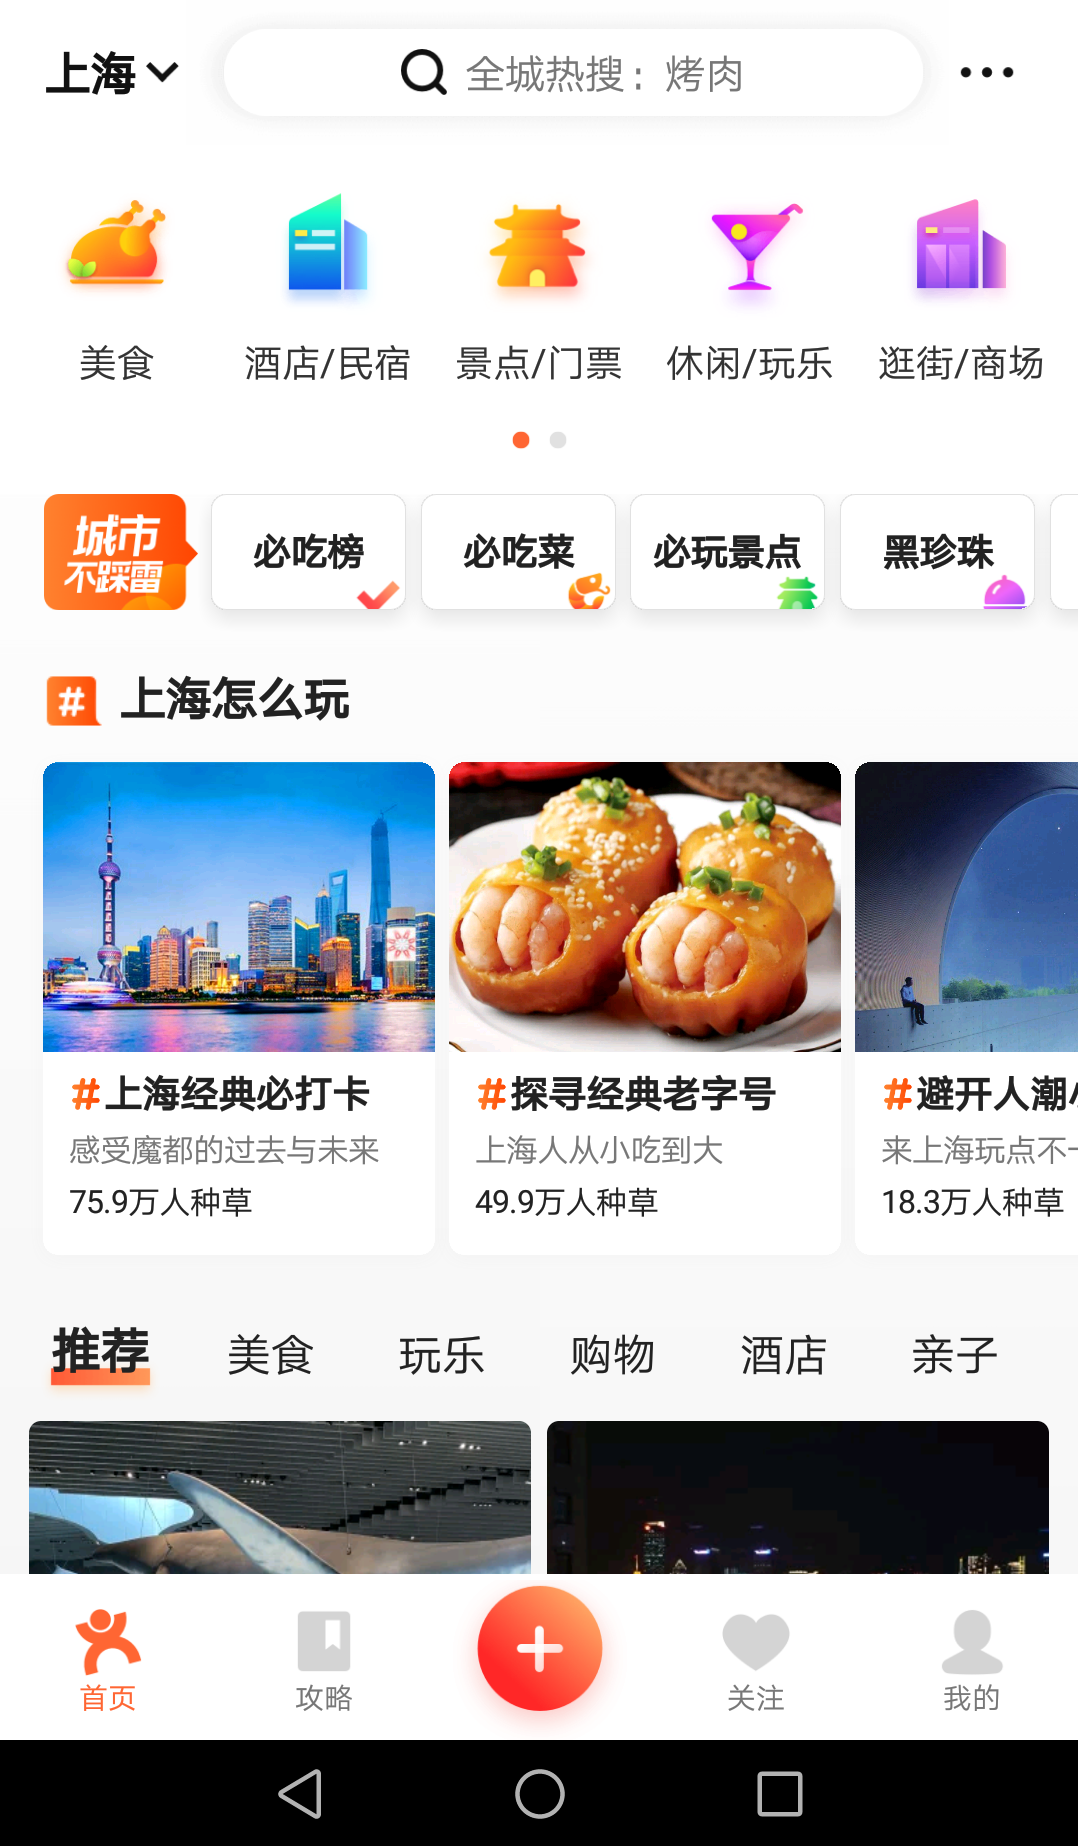 上海
全城热搜：烤肉
美食
酒店/民宿
景点/门票
休闲/玩乐
逛街/商场
城市
不踩雷
必吃榜
必吃菜
必玩景点
黑珍珠
# 上海怎么玩
#上海经典必打卡
感受魔都的过去与未来
75.9万人种草
#探寻经典老字号
上海人从小吃到大
49.9万人种草
#避开人潮
来上海玩点不
18.3万人种草
推荐
美食
玩乐
购物
酒店
亲子
首页
攻略
关注
我的